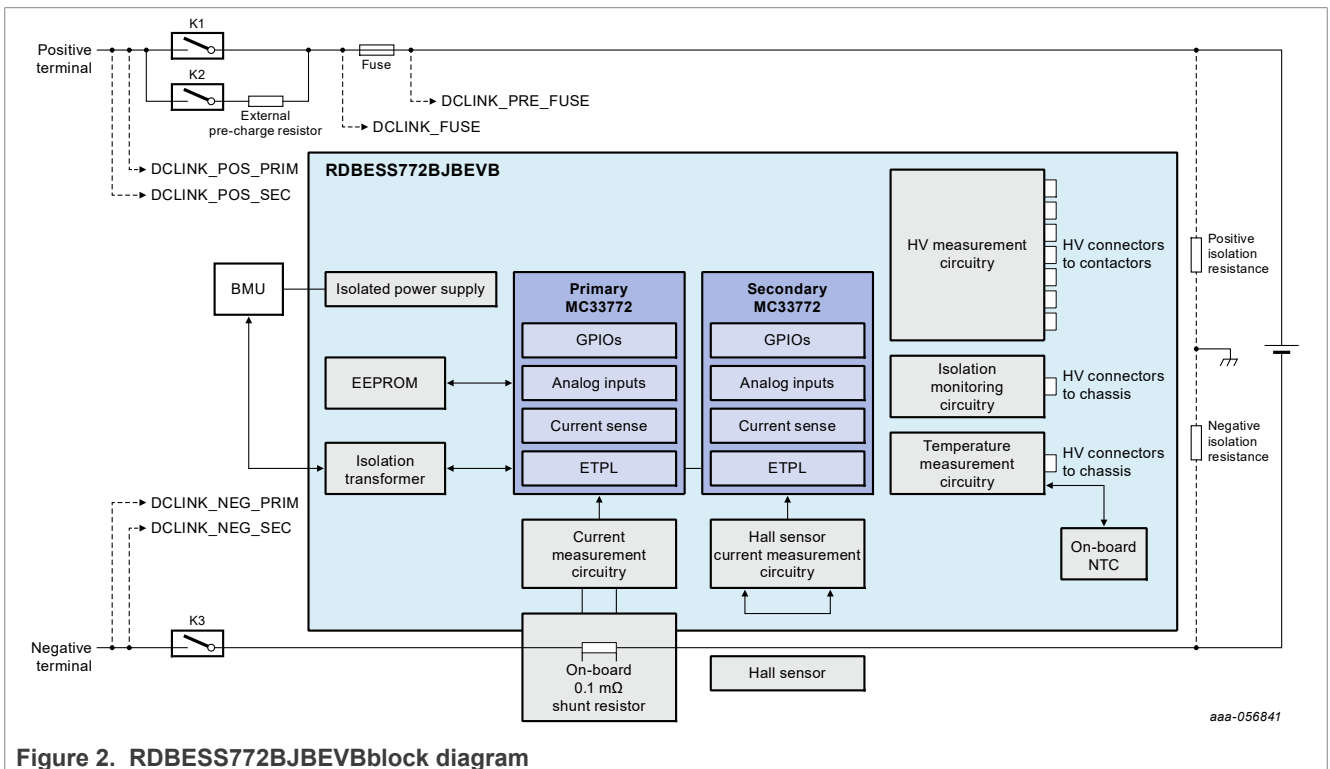 K1
Positive
terminal
K2
Fuse
External
pre-charge resistor
DCLINK_PRE_FUSE
DCLINK_FUSE
DCLINK_POS_PRIM
DCLINK_POS_SEC
RDBESS772BJBEVB
BMU
Isolated power supply
EEPROM
Isolation
transformer
Primary
MC33772
GPIOs
Analog inputs
Current sense
ETPL
Secondary
MC33772
GPIOs
Analog inputs
Current sense
ETPL
HV measurement
circuitry
HV connectors
to contactors
Isolation
monitoring
circuitry
HV connectors
to chassis
Temperature
measurement
circuitry
HV connectors
to chassis
On-board
NTC
Positive
isolation
resistance
Negative
isolation
resistance
DCLINK_NEG_PRIM
DCLINK_NEG_SEC
Current
measurement
circuitry
Hall sensor
current measurement
circuitry
K3
Negative
terminal
On-board
0.1 mΩ
shunt resistor
Hall sensor
aaa-056841
Figure 2. RDBESS772BJBEVBblock diagram